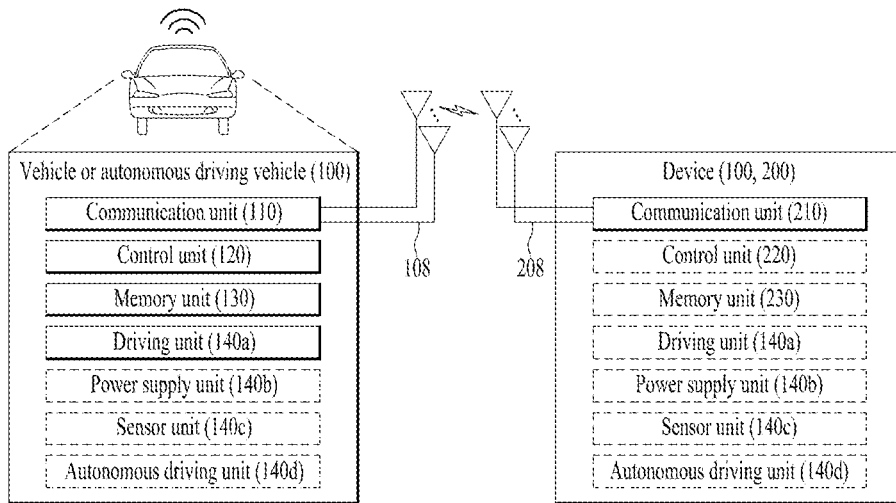 Vehicle or autonomous driving vehicle (100)
Communication unit (110)
Control unit (120)
Memory unit (130)
Driving unit (140a)
Power supply unit (140b)
Sensor unit (140c)
Autonomous driving unit (140d)
108
208
Device (100, 200)
Communication unit (210)
Control unit (220)
Memory unit (230)
Driving unit (140a)
Power supply unit (140b)
Sensor unit (140c)
Autonomous driving unit (140d)